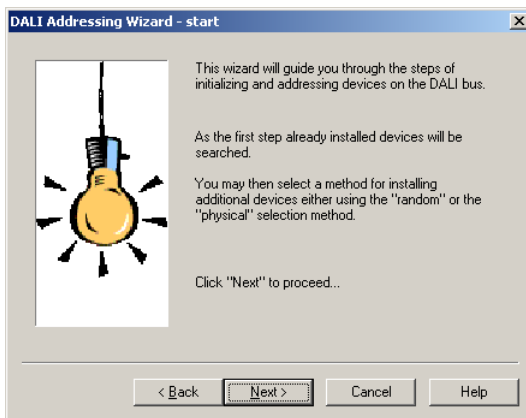 DALI Addressing Wizard - start
This wizard will guide you through the steps of
initializing and addressing devices on the DALI bus.
As the first step already installed devices will be
searched.
You may then select a method for installing
additional devices either using the "random" or the
"physical" selection method.
Click "Next" to proceed...
< Back
Next >
Cancel
Help